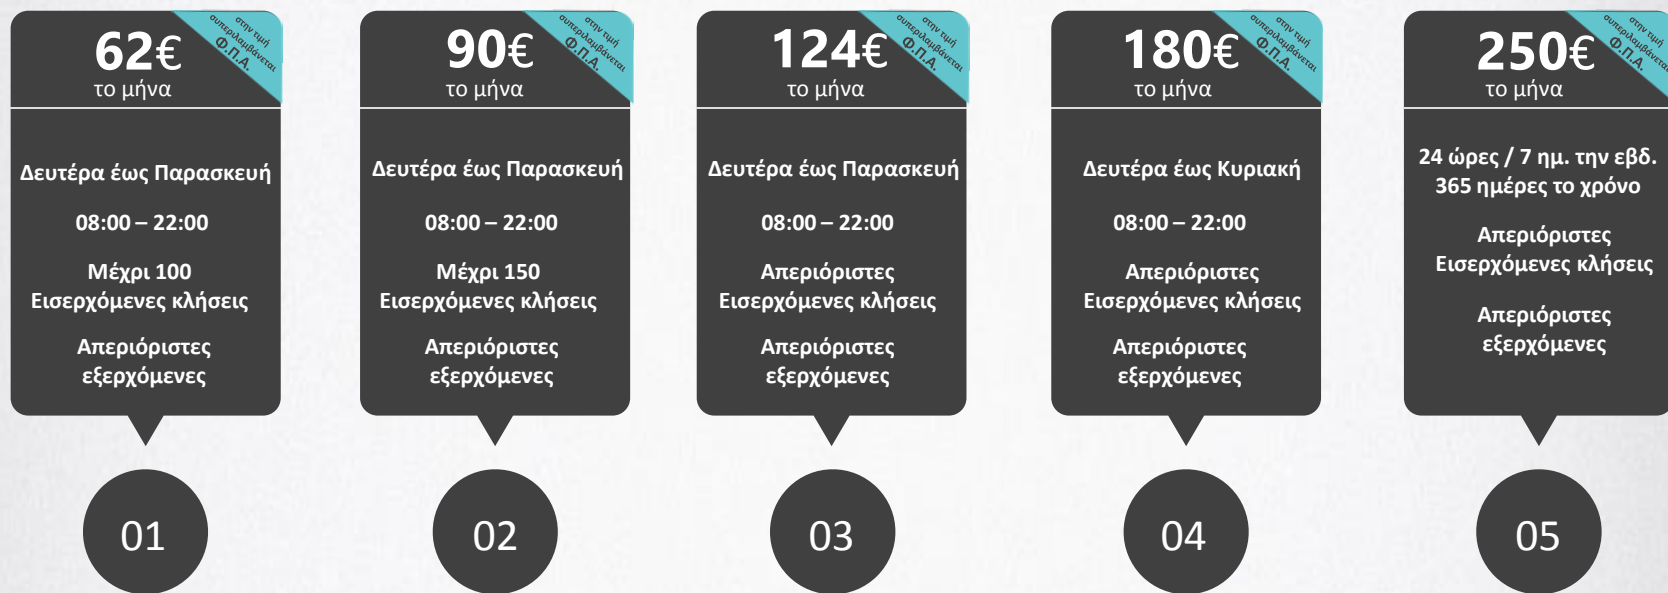 62€
το μήνα
στην τιμή
συπεριλαμβάνεται
Φ.Π.Α.
Δευτέρα έως Παρασκευή
08:00 – 22:00
Μέχρι 100
Εισερχόμενες κλήσεις
Απεριόριστες
εξερχόμενες
01
90€
το μήνα
στην τιμή
συπεριλαμβάνεται
Φ.Π.Α.
Δευτέρα έως Παρασκευή
08:00 – 22:00
Μέχρι 150
Εισερχόμενες κλήσεις
Απεριόριστες
εξερχόμενες
02
124€
το μήνα
στην τιμή
συπεριλαμβάνεται
Φ.Π.Α.
Δευτέρα έως Παρασκευή
08:00 – 22:00
Απεριόριστες
Εισερχόμενες κλήσεις
Απεριόριστες
εξερχόμενες
03
180€
το μήνα
στην τιμή
συπεριλαμβάνεται
Φ.Π.Α.
Δευτέρα έως Κυριακή
08:00 – 22:00
Απεριόριστες
Εισερχόμενες κλήσεις
Απεριόριστες
εξερχόμενες
04
250€
το μήνα
στην τιμή
συπεριλαμβάνεται
Φ.Π.Α.
24 ώρες / 7 ημ. την εβδ.
365 ημέρες το χρόνο
Απεριόριστες
Εισερχόμενες κλήσεις
Απεριόριστες
εξερχόμενες
05